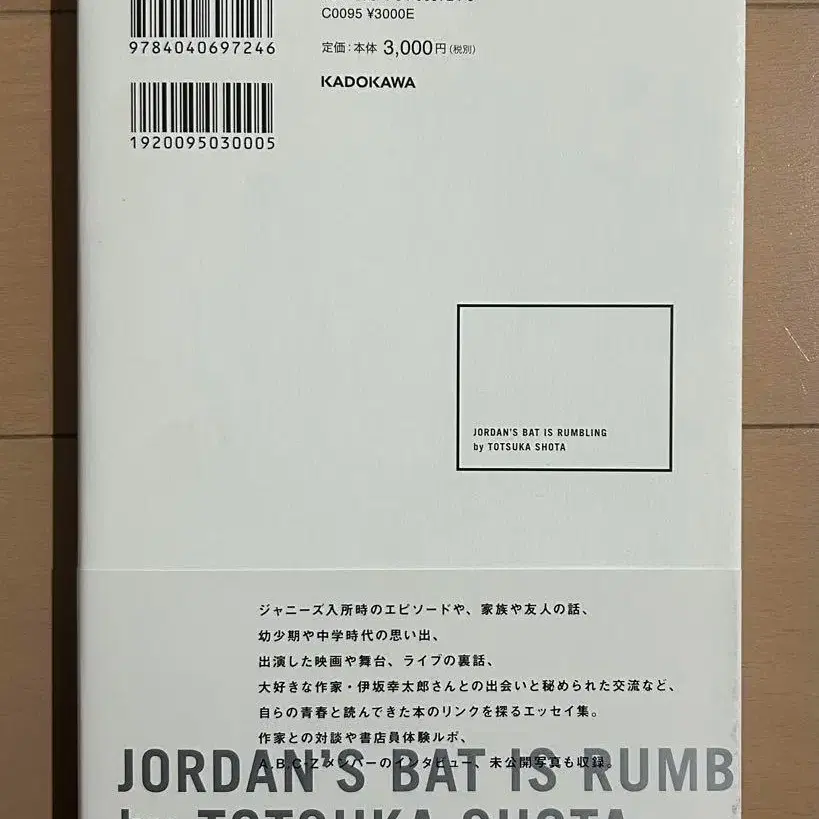 9784040697246
C0095 ¥3000E
定価:本体 3,000円(税別)
KADOKAWA
1920095030005
JORDAN'S BAT IS RUMBLING
by TOTSUKA SHOTA
ジャニーズ入所時のエピソードや、家族や友人の話、
幼少期や中学時代の思い出、
出演した映画や舞台、ライブの裏話、
大好きな作家・伊坂幸太郎さんとの出会いと秘められた交流など、
自らの青春と読んできた本のリンクを探るエッセイ集。
作家との対談や書店員体験ルポ、
A.B.C-Zメンバーのインタビュー、未公開写真も収録。
JORDAN'S BAT IS RUMB
by TOTSUKA SHOTA